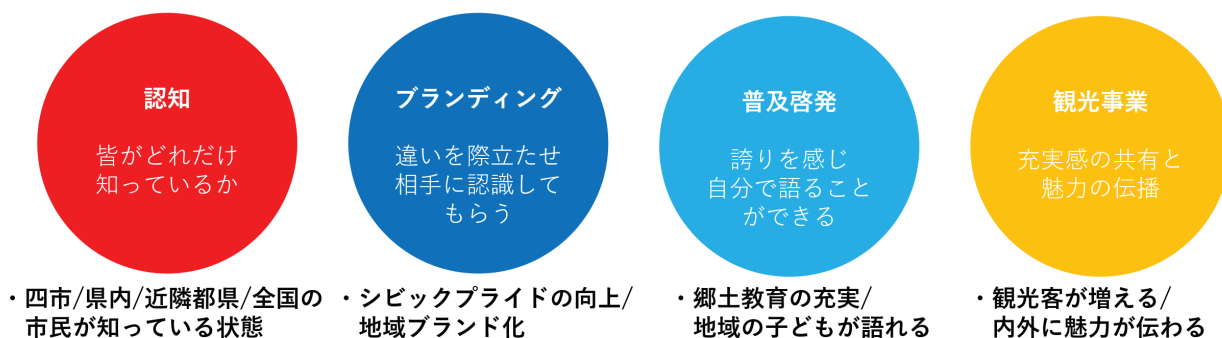 認知
皆がどれだけ
知っているか
・四市/県内/近隣都県/全国の
市民が知っている状態
ブランディング
違いを際立たせ
相手に認識して
もらう
・シビックプライドの向上/
地域ブランド化
普及啓発
誇りを感じ
自分で語ること
ができる
・郷土教育の充実/
地域の子どもが語れる
観光事業
充実感の共有と
魅力の伝播
・観光客が増える/
内外に魅力が伝わる